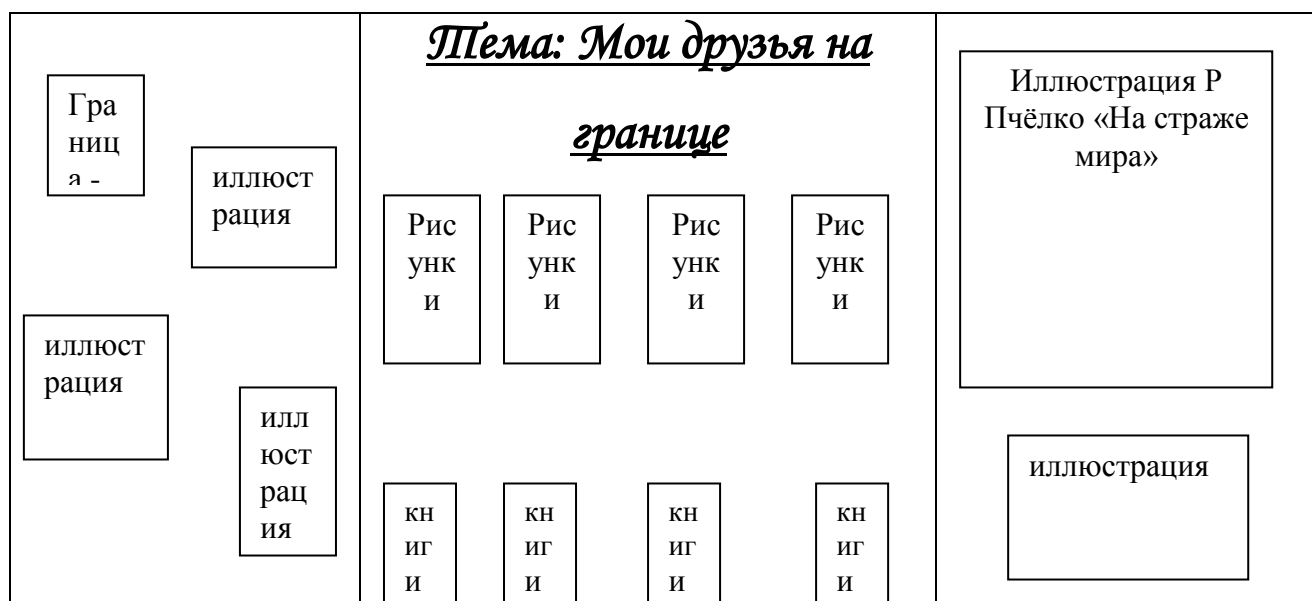 Гра
ниц
а -
иллюст
рация
иллюст
рация
илл
юст
рац
ия
Тема: Мои друзья на
границе
Рис
унк
и
Рис
унк
и
Рис
унк
и
Рис
унк
и
кн
иг
и
кн
иг
и
кн
иг
и
кн
иг
и
Иллюстрация Р
Пчёлко «На страже
мира»
иллюстрация